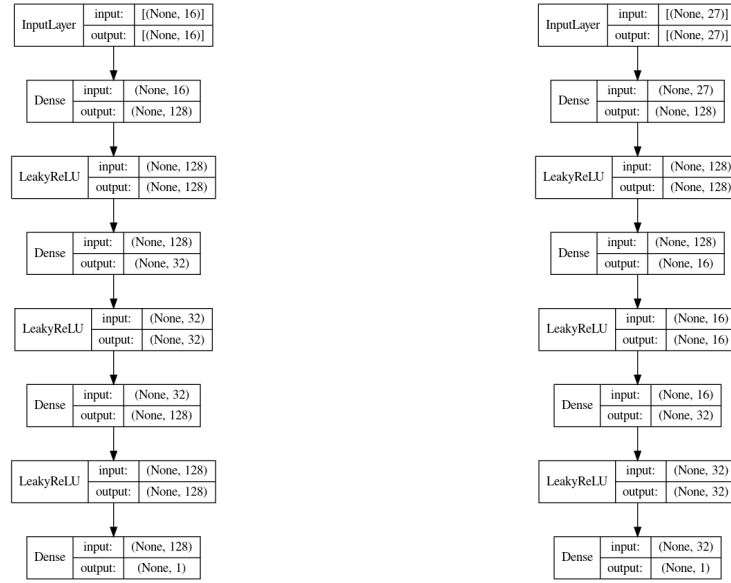 InputLayer input: [(None, 16)]
output: [(None, 16)]
Dense input: (None, 16)
output: (None, 128)
LeakyReLU input: (None, 128)
output: (None, 128)
Dense input: (None, 128)
output: (None, 32)
LeakyReLU input: (None, 32)
output: (None, 32)
Dense input: (None, 32)
output: (None, 128)
LeakyReLU input: (None, 128)
output: (None, 128)
Dense input: (None, 128)
output: (None, 1)
InputLayer input: [(None, 27)]
output: [(None, 27)]
Dense input: (None, 27)
output: (None, 128)
LeakyReLU input: (None, 128)
output: (None, 128)
Dense input: (None, 128)
output: (None, 16)
LeakyReLU input: (None, 16)
output: (None, 16)
Dense input: (None, 16)
output: (None, 32)
LeakyReLU input: (None, 32)
output: (None, 32)
Dense input: (None, 32)
output: (None, 1)